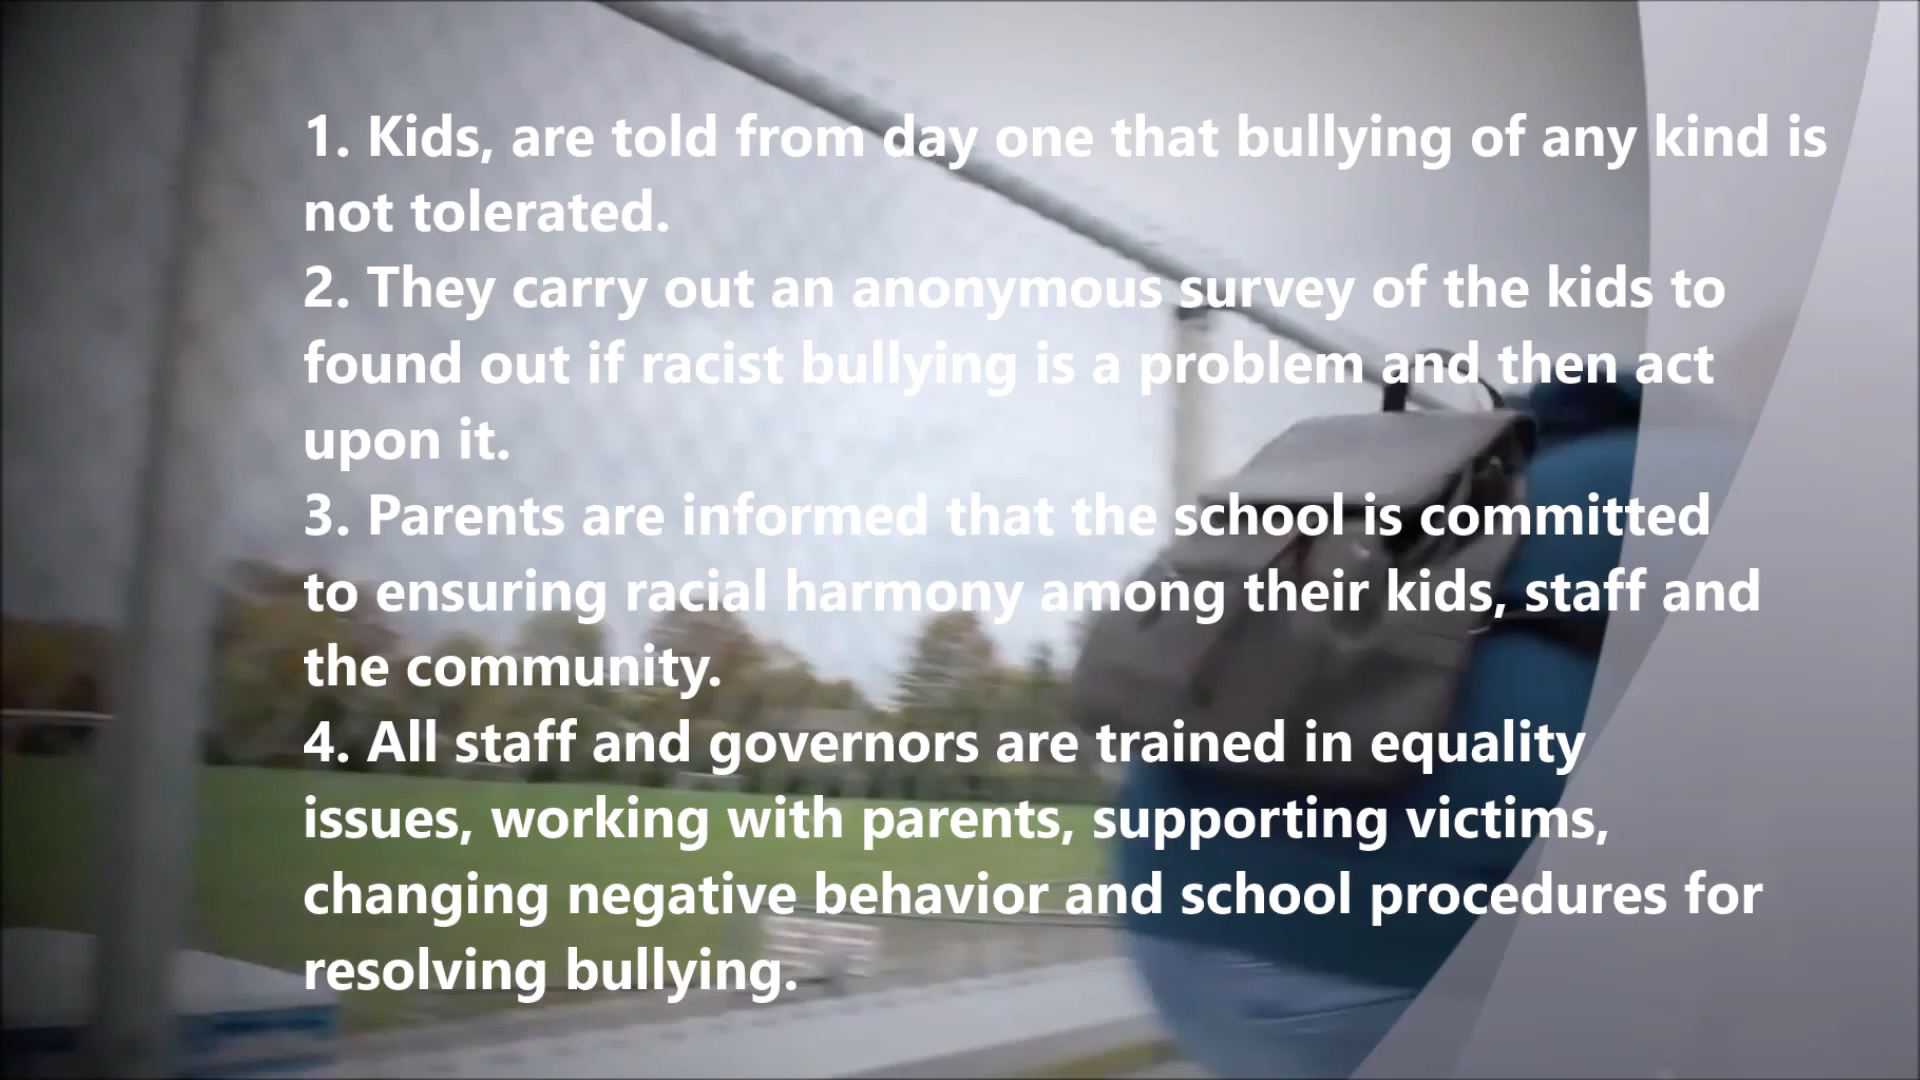 1. Kids, are told from day one that bullying of any kind is
not tolerated.
2. They carry out an anonymous survey of the kids to
found out if racist bullying is a problem and then act
upon it.
3. Parents are informed that the school is committed
to ensuring racial harmony among their kids, staff and
the community.
4. All staff and governors are trained in equality
issues, working with parents, supporting victims,
changing negative behavior and school procedures for
resolving bullying.